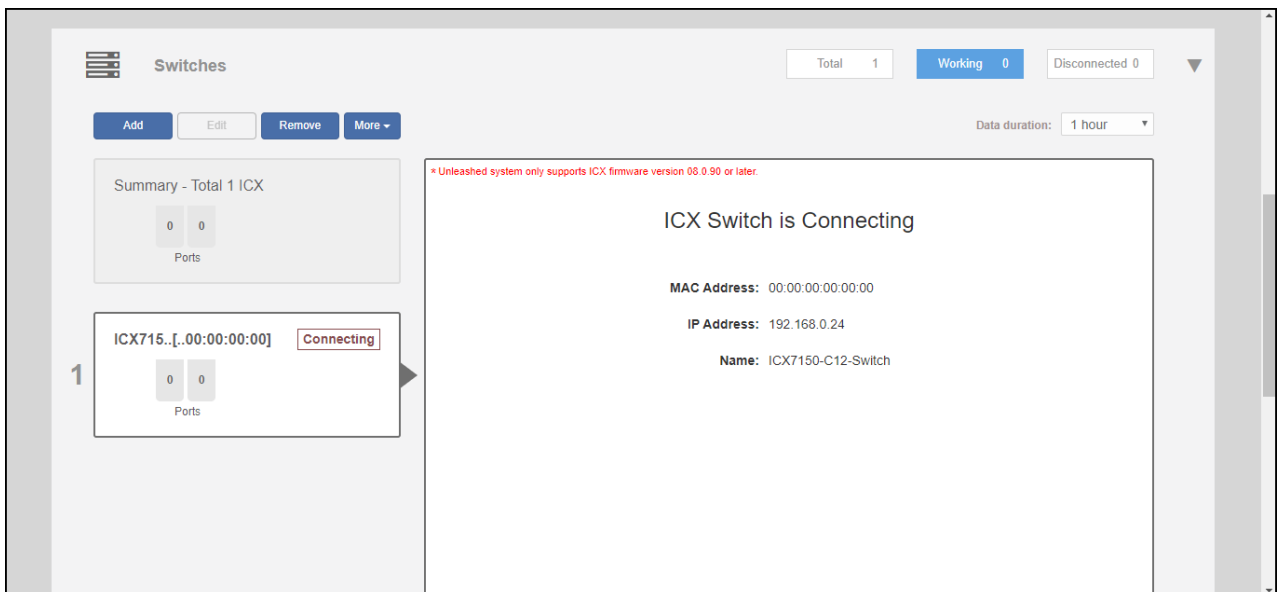 Switches
Total 1
Working 0
Disconnected 0
Add
Edit
Remove
More
Data duration: 1 hour
Summary - Total 1 ICX
0 0
Ports
1
ICX715..[..00:00:00:00] Connecting
0 0
Ports
* Unleashed system only supports ICX firmware version 08.0.90 or later.
ICX Switch is Connecting
MAC Address: 00:00:00:00:00:00
IP Address: 192.168.0.24
Name: ICX7150-C12-Switch